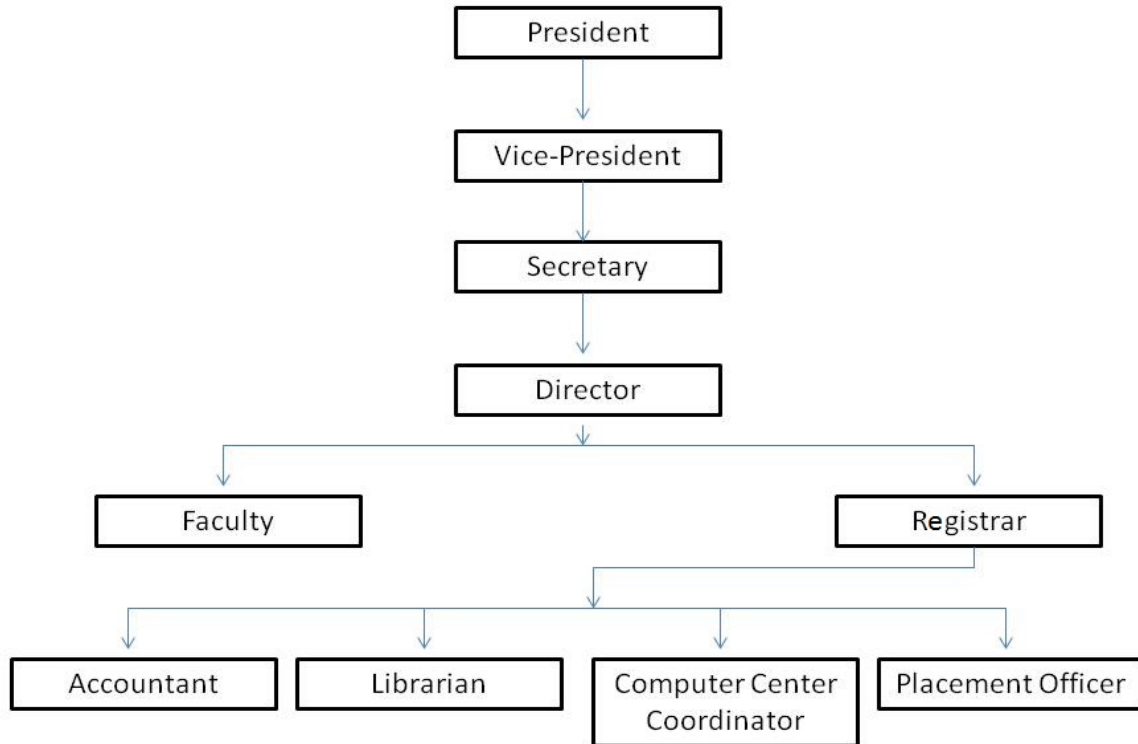 President
Vice-President
Secretary
Director
Faculty
Registrar
Accountant
Librarian
Computer Center
Coordinator
Placement Officer